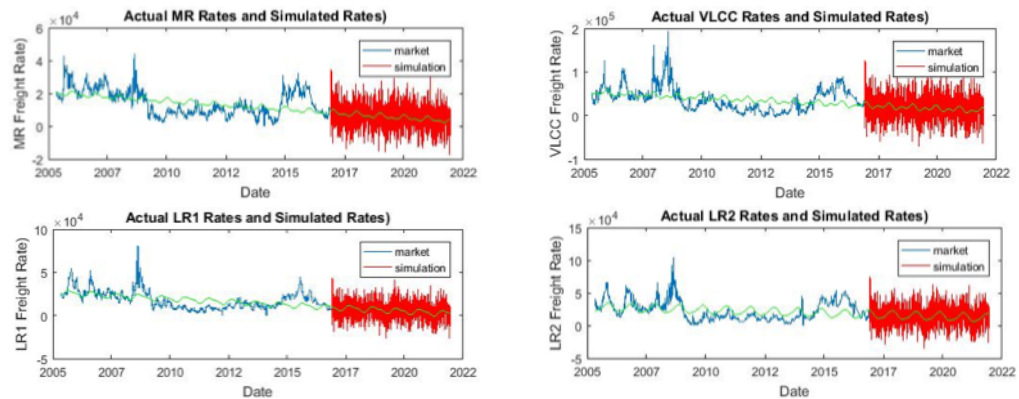 Actual MR Rates and Simulated Rates)
×10^4
MR Freight Rate)
6
4
2
0
-2
market
simulation
2005 2007 2010 2012 2015 2017 2020 2022
Date
Actual VLCC Rates and Simulated Rates)
×10^5
VLCC Freight Rate)
2
1
0
-1
market
simulation
2005 2007 2010 2012 2015 2017 2020 2022
Date
Actual LR1 Rates and Simulated Rates)
×10^4
LR1 Freight Rate)
10
5
0
-5
market
simulation
2005 2007 2010 2012 2015 2017 2020 2022
Date
Actual LR2 Rates and Simulated Rates)
×10^4
LR2 Freight Rate)
15
10
5
0
-5
market
simulation
2005 2007 2010 2012 2015 2017 2020 2022
Date